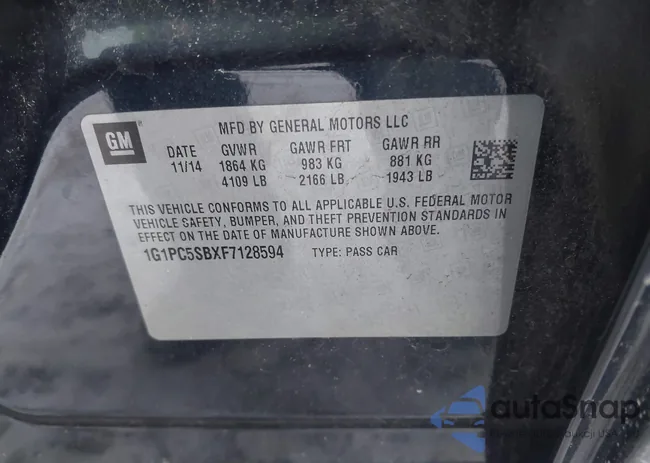 MFD BY GENERAL MOTORS LLC
GM
DATE GVWR GAWR FRT GAWR RR
11/14 1864 KG 983 KG 881 KG
4109 LB 2166 LB 1943 LB
THIS VEHICLE CONFORMS TO ALL APPLICABLE U.S. FEDERAL MOTOR
VEHICLE SAFETY, BUMPER, AND THEFT PREVENTION STANDARDS IN
EFFECT ON THE DATE OF MANUFACTURE SHOWN ABOVE.
1G1PC5SBXF7128594 TYPE: PASS CAR
autaSnap